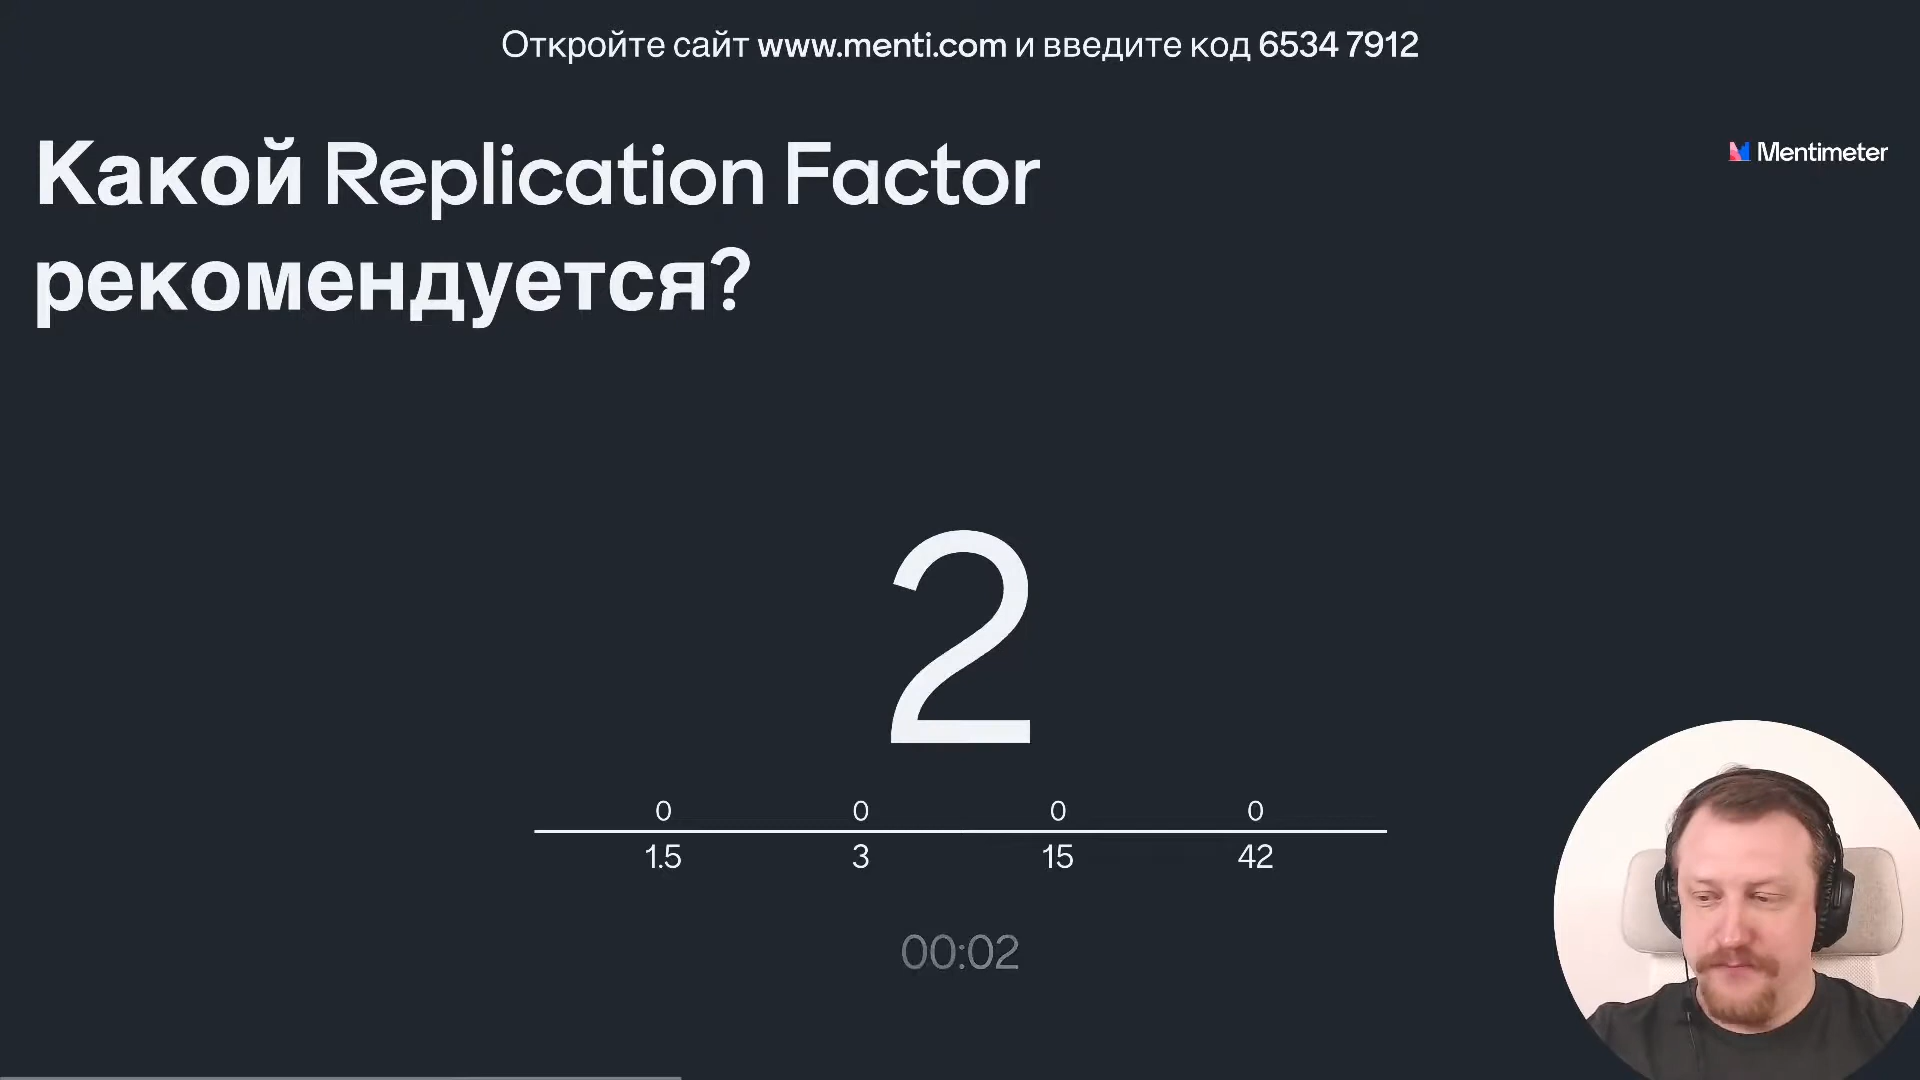 Откройте сайт www.menti.com и введите код 6534 7912
Какой Replication Factor
рекомендуется?
Mentimeter
2
0 0 0 0
1.5 3 15 42
00:02